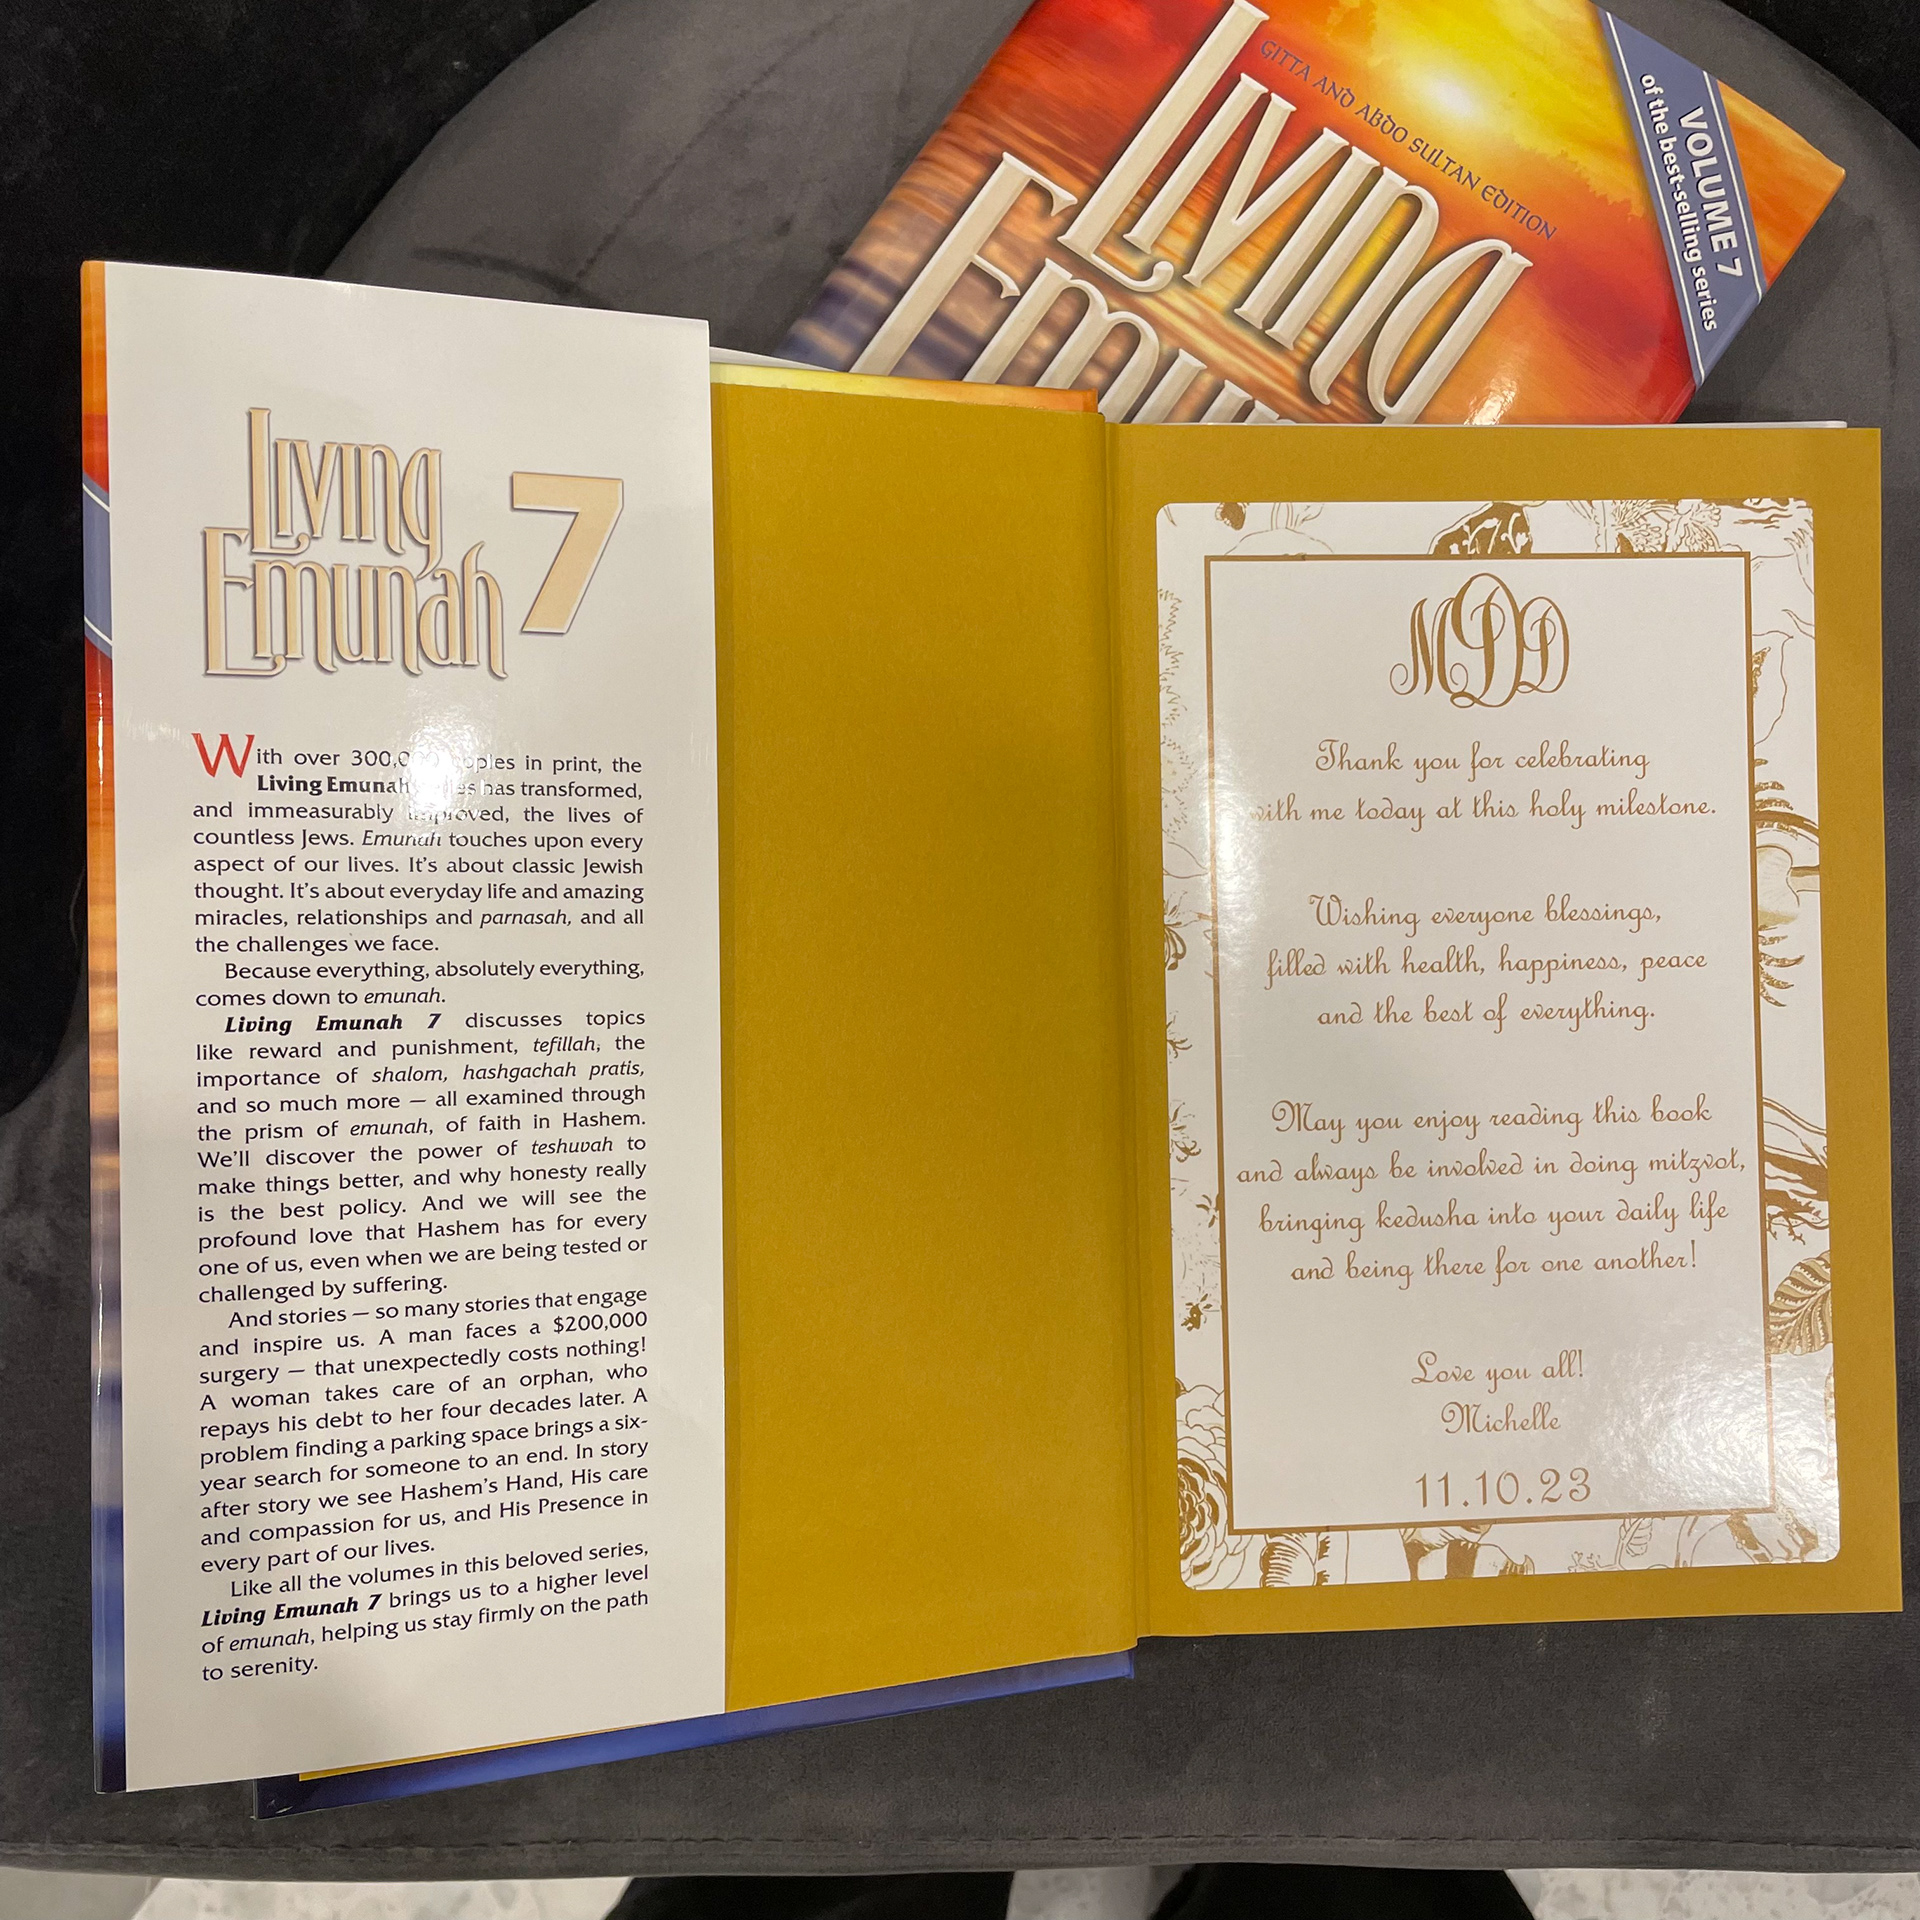 GITTA AND ABDO SULTAN EDITION
Living
VOLUME 7
of the best-selling series
Living
Emunah 7
With over in print, the
Living Emunah has transformed,
and immeasurably improved, the lives of
countless Jews. Emunah touches upon every
aspect of our lives. It's about classic Jewish
thought. It's about everyday life and amazing
miracles, relationships and parnasah, and all
the challenges we face.
Because everything, absolutely everything,
comes down to emunah.
Living Emunah 7 discusses topics
like reward and punishment, tefillah, the
importance of shalom, hashgachah pratis,
and so much more — all examined through
the prism of emunah, of faith in Hashem.
We'll discover the power of teshuvah to
make things better, and why honesty really
is the best policy. And we will see the
profound love that Hashem has for every
one of us, even when we are being tested or
challenged by suffering.
And stories — so many stories that engage
and inspire us. A man faces a $200,000
surgery — that unexpectedly costs nothing!
A woman takes care of an orphan, who
repays his debt to her four decades later. A
problem finding a parking space brings a six-
year search for someone to an end. In story
after story we see Hashem's Hand, His care
and compassion for us, and His Presence in
every part of our lives.
Like all the volumes in this beloved series,
Living Emunah 7 brings us to a higher level
of emunah, helping us stay firmly on the path
to serenity.
MDD
Thank you for celebrating
with me today at this holy milestone.
Wishing everyone blessings,
filled with health, happiness, peace
and the best of everything.
May you enjoy reading this book
and always be involved in doing mitzvot,
bringing kedusha into your daily life
and being there for one another!
Love you all!
Michelle
11.10.23